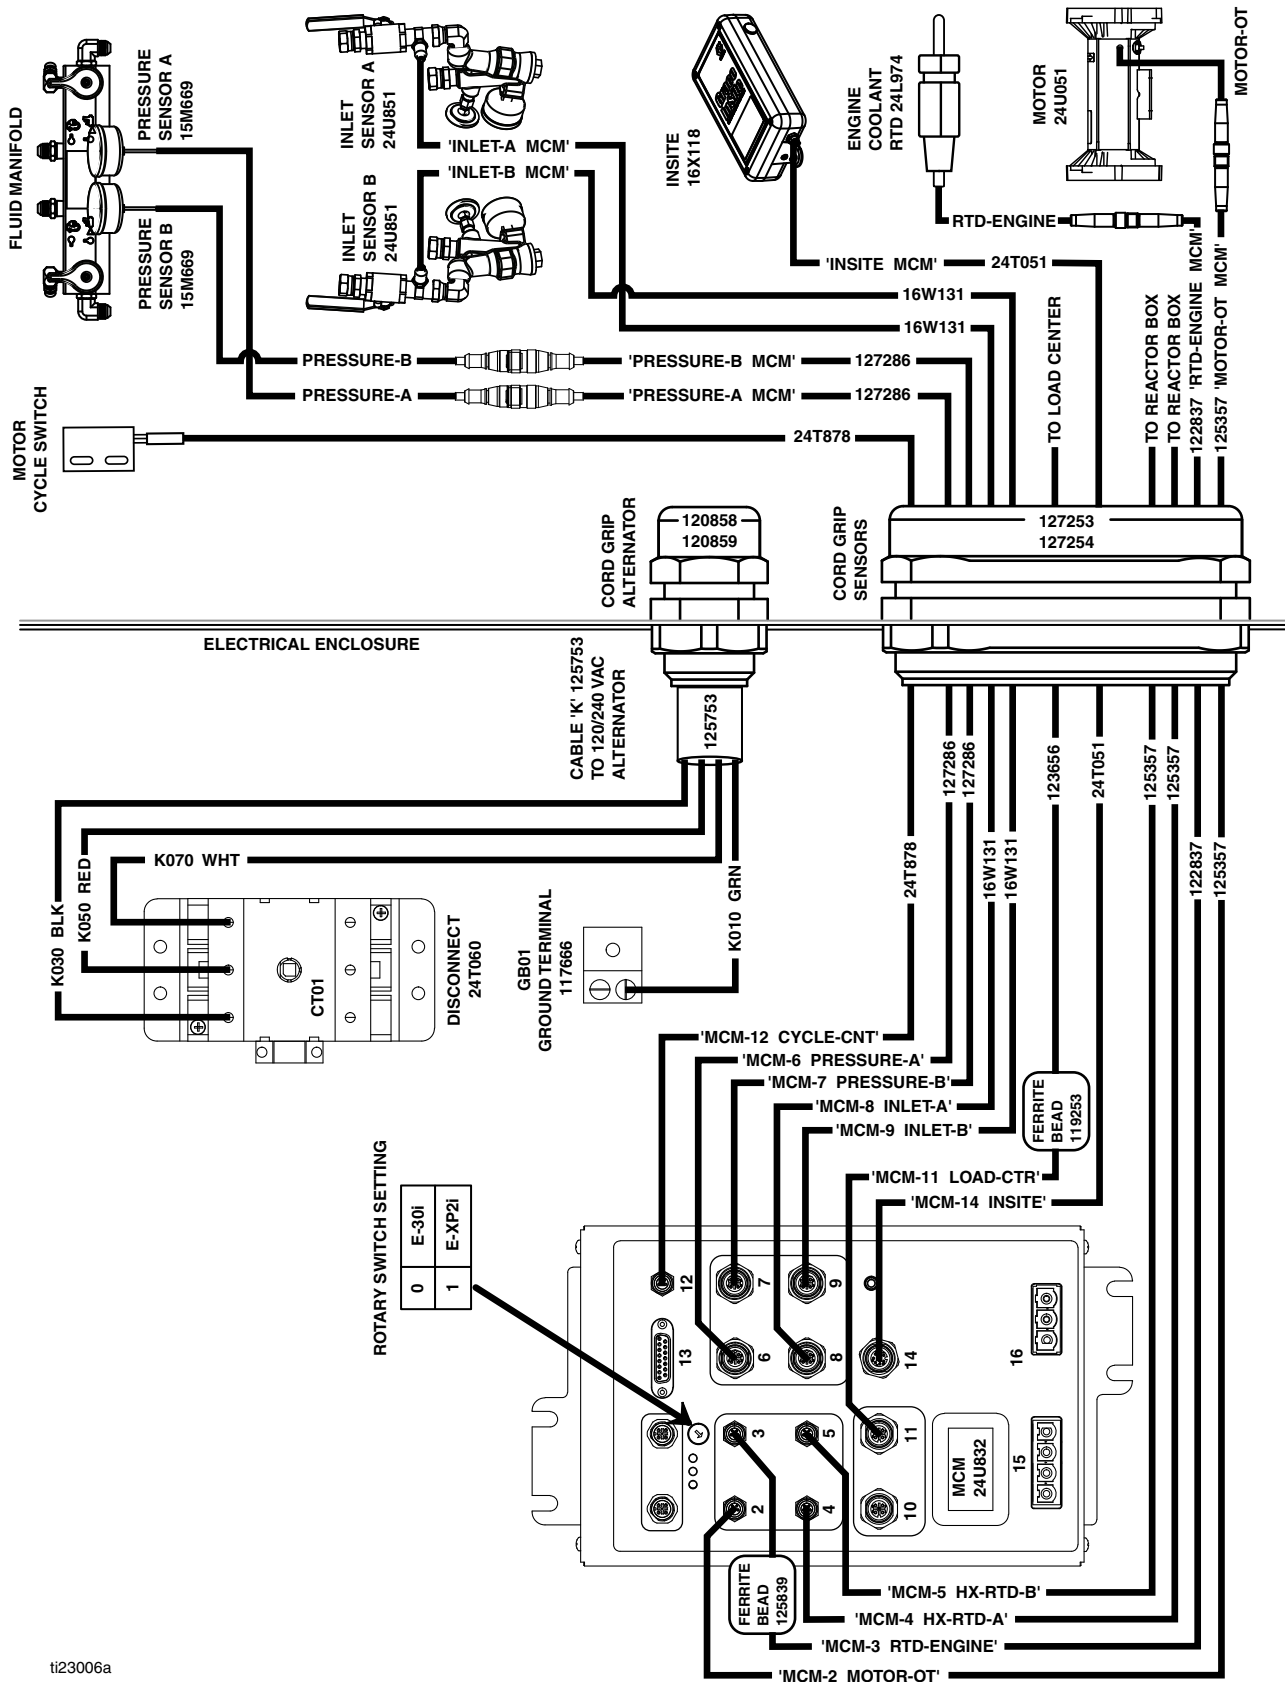 FLUID MANIFOLD
PRESSURE
SENSOR A
15M669
PRESSURE
SENSOR B
15M669
INLET
SENSOR A
24U851
INLET
SENSOR B
24U851
'INLET-A MCM'
'INLET-B MCM'
INSITE
16X118
ENGINE
COOLANT
RTD 24L974
MOTOR
24U051
MOTOR-OT
RTD-ENGINE
'INSITE MCM'
24T051
16W131
16W131
PRESSURE-B
'PRESSURE-B MCM'
127286
PRESSURE-A
'PRESSURE-A MCM'
127286
MOTOR
CYCLE SWITCH
24T878
TO LOAD CENTER
TO REACTOR BOX
TO REACTOR BOX
122837 'RTD-ENGINE MCM'
125357 'MOTOR-OT MCM'
CORD GRIP
ALTERNATOR
120858
120859
CORD GRIP
SENSORS
127253
127254
ELECTRICAL ENCLOSURE
CABLE 'K' 125753
TO 120/240 VAC
ALTERNATOR
125753
24T878
127286
127286
16W131
16W131
123656
24T051
125357
125357
122837
125357
K030 BLK
K050 RED
K070 WHT
K010 GRN
CT01
DISCONNECT
24T060
GB01
GROUND TERMINAL
117666
'MCM-12 CYCLE-CNT'
'MCM-6 PRESSURE-A'
'MCM-7 PRESSURE-B'
'MCM-8 INLET-A'
'MCM-9 INLET-B'
FERRITE
BEAD
119253
'MCM-11 LOAD-CTR'
'MCM-14 INSITE'
ROTARY SWITCH SETTING
0 E-30i
1 E-XP2i
12
13
7
9
6
8
14
16
3
5
11
2
4
10
15
MCM
24U832
FERRITE
BEAD
125839
'MCM-5 HX-RTD-B'
'MCM-4 HX-RTD-A'
'MCM-3 RTD-ENGINE'
'MCM-2 MOTOR-OT'
ti23006a